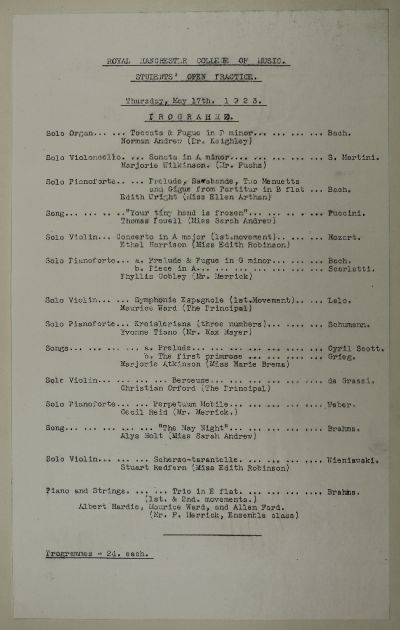 ROYAL MANCHESTER COLLEGE OF MUSIC.
STUDENTS' OPEN PRACTICE.
Thursday, May 17th. 1923.
PROGRAMME.
Solo Organ... ... Toccata & Fugue in D minor... ... ... ... Bach.
Norman Andrew (Dr. Keighley)
Solo Violoncello. ... Sonata in A minor... ... ... ... ... S. Martini.
Marjorie Wilkinson. (Mr. Fuchs)
Solo Pianoforte.. ... Prelude, Sarabande, Two Menuetts
and Gigue from Partitur in B flat ... Bach.
Edith Wright (Miss Ellen Arthan)
Song... ... ... .."Your tiny hand is frozen"... ... ... ... Puccini.
Thomas Powell (Miss Sarah Andrew)
Solo Violin... Concerto in A major (1st.movement).. ... ... Mozart.
Ethel Harrison (Miss Edith Robinson)
Solo Pianoforte... a. Prelude & Fugue in G minor... ... ... Bach.
b. Piece in A... ... ... ... ... ... ... Scarlatti.
Phyllis Cobley (Mr. Merrick)
Solo Violin... ... Symphonie Espagnole (1st.Movement).. ... Lalo.
Maurice Ward (The Principal)
Solo Pianoforte... Kreisleriana (three numbers)... ... ... Schumann.
Yvonne Tiano (Mr. Max Mayer)
Songs... ... ... ... a. Prelude... ... ... ... ... ... ... Cyril Scott.
b. The first primrose ... ... ... ... Grieg.
Marjorie Atkinson (Miss Marie Brema)
Solo Violin... ... ... ... Berceuse... ... ... ... ... ... de Grassi.
Christian Orford (The Principal)
Solo Pianoforte... ... Perpetuum Mobile... ... ... ... ... Weber.
Cecil Reid (Mr. Merrick.)
Song... ... ... ... ... "The May Night"... ... ... ... ... Brahms.
Alys Holt (Miss Sarah Andrew)
Solo Violin... ... ... Scherzo-tarantelle. ... ... ... ... Wieniawski.
Stuart Redfern (Miss Edith Robinson)
Piano and Strings. ... ... Trio in E flat. ... ... ... ... Brahms.
(1st. & 2nd. movements.)
Albert Hardie, Maurice Ward, and Allen Ford.
(Mr. F. Merrick, Ensemble class)
Programmes - 2d. each.